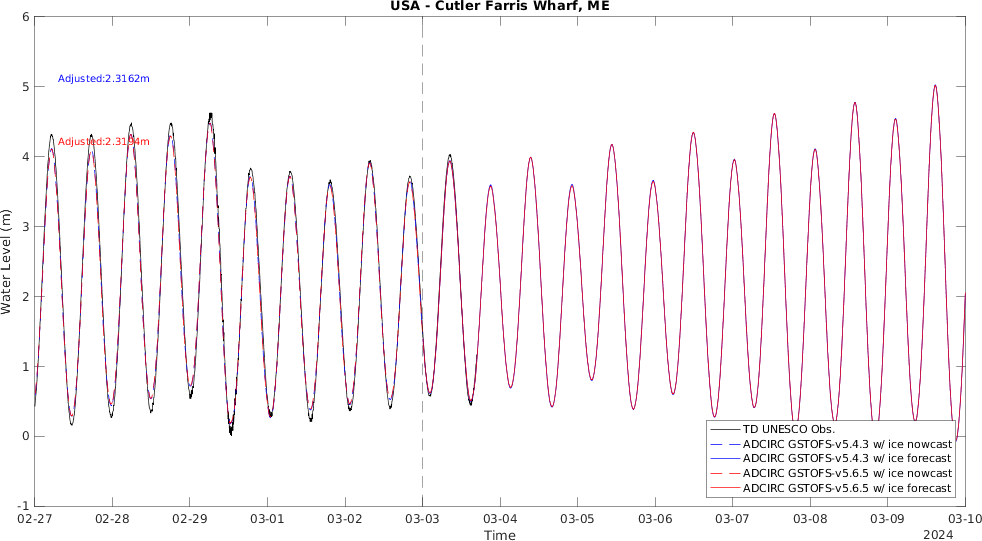 USA - Cutler Farris Wharf, ME
6
5
4
3
2
1
0
-1
Water Level (m)
Adjusted:2.3162m
Adjusted:2.3194m
TD UNESCO Obs.
ADCIRC GSTOFS-v5.4.3 w/ ice nowcast
ADCIRC GSTOFS-v5.4.3 w/ ice forecast
ADCIRC GSTOFS-v5.6.5 w/ ice nowcast
ADCIRC GSTOFS-v5.6.5 w/ ice forecast
02-27 02-28 02-29 03-01 03-02 03-03 03-04 03-05 03-06 03-07 03-08 03-09 03-10
Time
2024